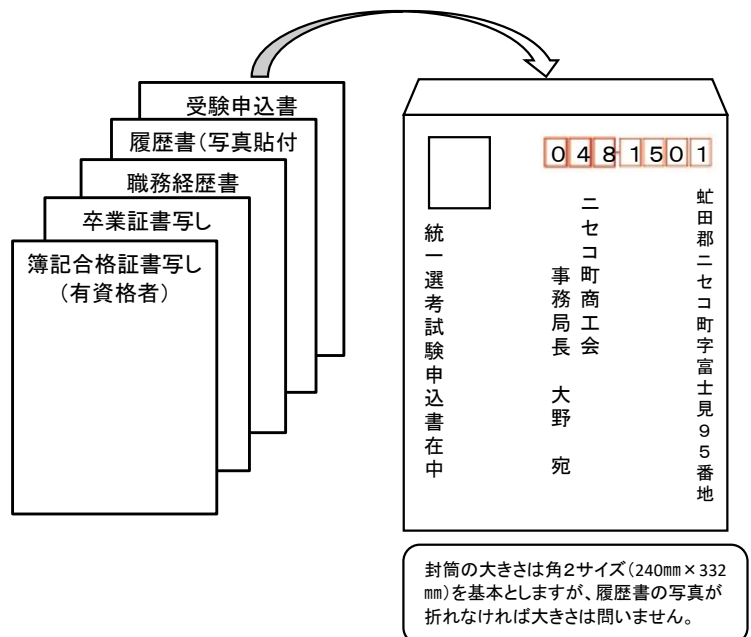 受験申込書
履歴書(写真貼付
職務経歴書
卒業証書写し
簿記合格証書写し
(有資格者)
0481501
虻田郡ニセコ町字富士見95番地
ニセコ町商工会
事務局長 大野 宛
統一選考試験申込書在中
封筒の大きさは角2サイズ(240㎜×332
㎜)を基本としますが、履歴書の写真が
折れなければ大きさは問いません。